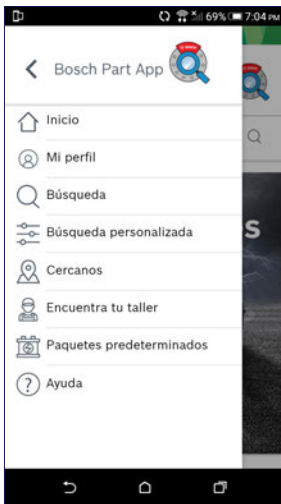 69% 7:04 PM
Bosch Part App
Inicio
Mi perfil
Búsqueda
Búsqueda personalizada
Cercanos
Encuentra tu taller
Paquetes predeterminados
Ayuda
S